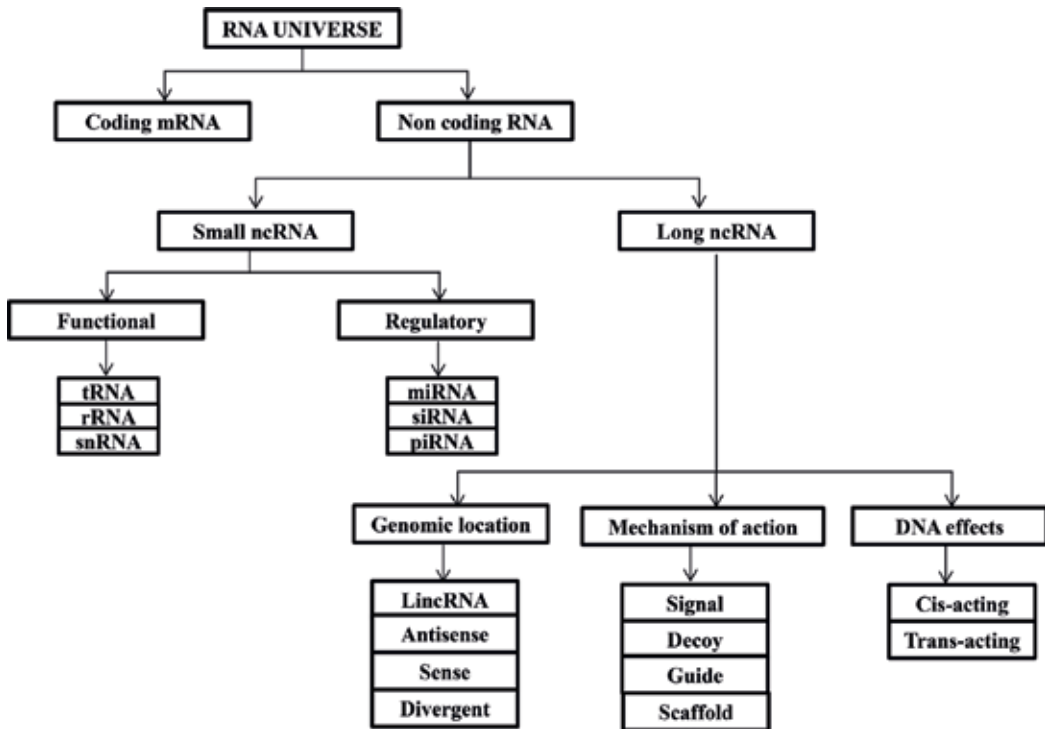 RNA UNIVERSE
Coding mRNA
Non coding RNA
Small ncRNA
Long ncRNA
Functional
Regulatory
tRNA
rRNA
snRNA
miRNA
siRNA
piRNA
Genomic location
Mechanism of action
DNA effects
LincRNA
Antisense
Sense
Divergent
Signal
Decoy
Guide
Scaffold
Cis-acting
Trans-acting